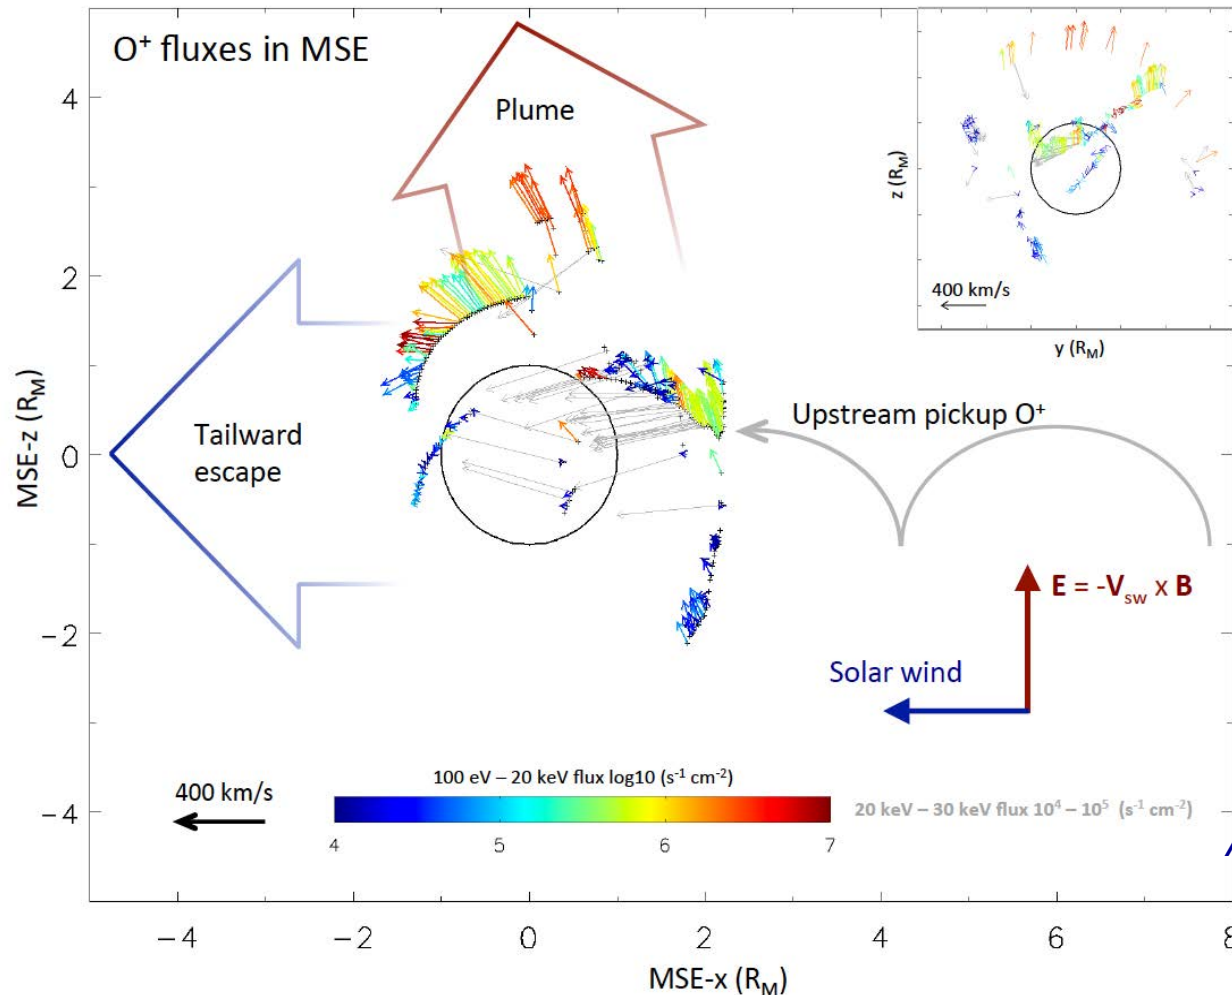 O⁺ fluxes in MSE
Plume
z (R_M)
400 km/s
y (R_M)
4
2
0
−2
−4
MSE-z (R_M)
Tailward
escape
Upstream pickup O⁺
E = -V_sw x B
Solar wind
400 km/s
100 eV – 20 keV flux log10 (s⁻¹ cm⁻²)
4 5 6 7
20 keV – 30 keV flux 10⁴ – 10⁵ (s⁻¹ cm⁻²)
−4 −2 0 2 4 6 8
MSE-x (R_M)